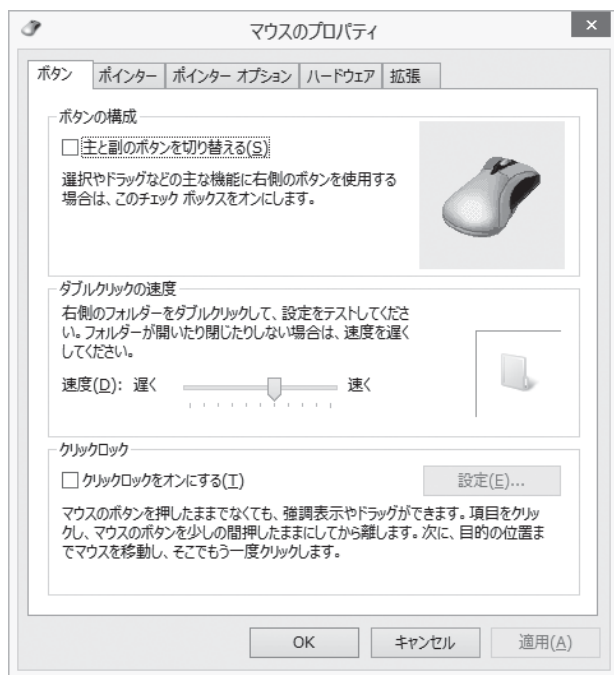 マウスのプロパティ
ボタン ポインター ポインター オプション ハードウェア 拡張
ボタンの構成
主と副のボタンを切り替える(S)
選択やドラッグなどの主な機能に右側のボタンを使用する
場合は、このチェック ボックスをオンにします。
ダブルクリックの速度
右側のフォルダーをダブルクリックして、設定をテストしてくださ
い。フォルダーが開いたり閉じたりしない場合は、速度を遅く
してください。
速度(D): 遅く 速く
クリックロック
クリックロックをオンにする(T) 設定(E)...
マウスのボタンを押したままでなくても、強調表示やドラッグができます。項目をクリッ
クし、マウスのボタンを少しの間押したままにしてから離します。次に、目的の位置ま
でマウスを移動し、そこでもう一度クリックします。
OK キャンセル 適用(A)